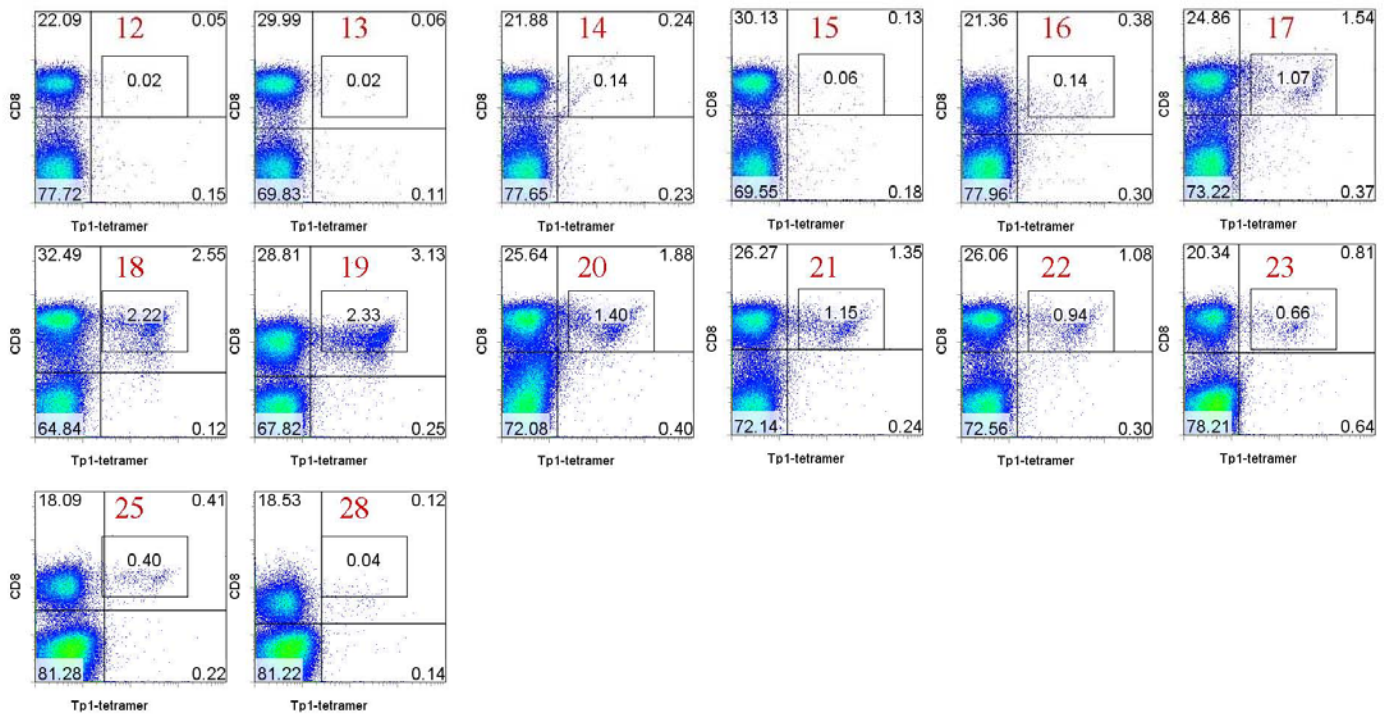 22.09 12 0.05
CD8
0.02
77.72 0.15
Tp1-tetramer
29.99 13 0.06
CD8
0.02
69.83 0.11
Tp1-tetramer
21.88 14 0.24
CD8
0.14
77.65 0.23
Tp1-tetramer
30.13 15 0.13
CD8
0.06
69.55 0.18
Tp1-tetramer
21.36 16 0.38
CD8
0.14
77.96 0.30
Tp1-tetramer
24.86 17 1.54
CD8
1.07
73.22 0.37
Tp1-tetramer
32.49 18 2.55
CD8
2.22
64.84 0.12
Tp1-tetramer
28.81 19 3.13
CD8
2.33
67.82 0.25
Tp1-tetramer
25.64 20 1.88
CD8
1.40
72.08 0.40
Tp1-tetramer
26.27 21 1.35
CD8
1.15
72.14 0.24
Tp1-tetramer
26.06 22 1.08
CD8
0.94
72.56 0.30
Tp1-tetramer
20.34 23 0.81
CD8
0.66
78.21 0.64
Tp1-tetramer
18.09 25 0.41
CD8
0.40
81.28 0.22
Tp1-tetramer
18.53 28 0.12
CD8
0.04
81.22 0.14
Tp1-tetramer